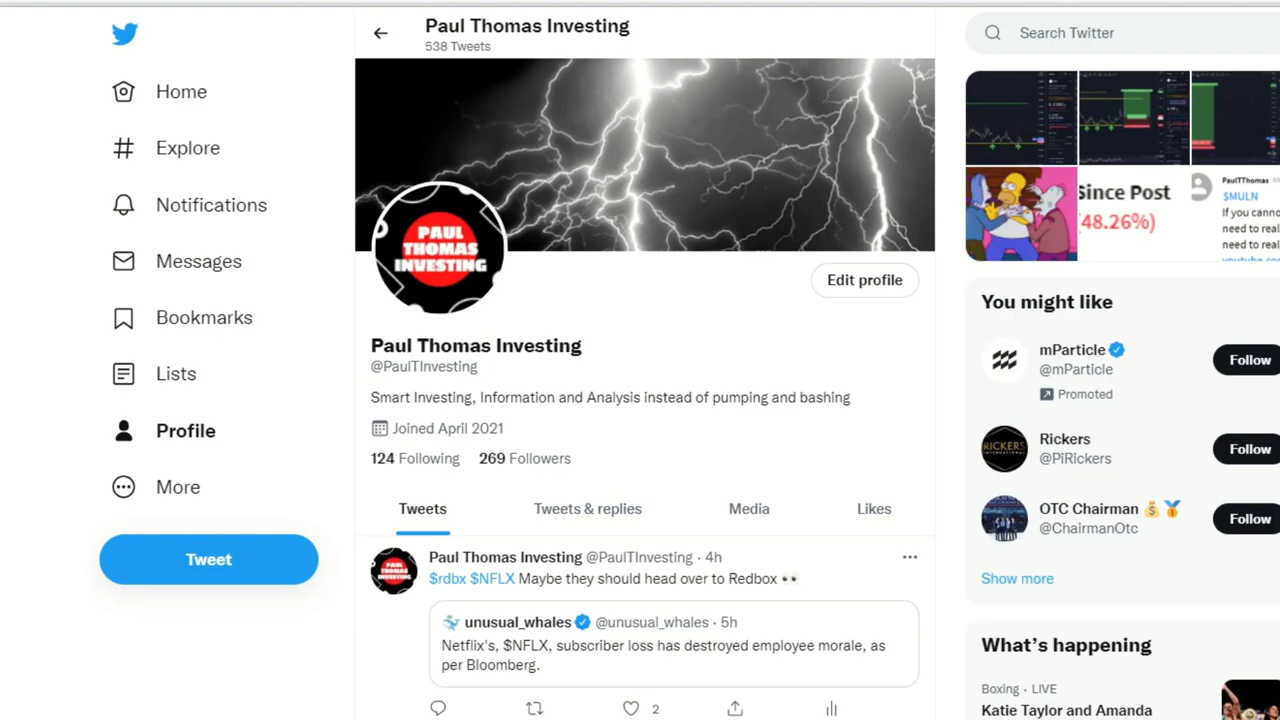 Paul Thomas Investing
538 Tweets
Search Twitter
Home
Explore
Notifications
Messages
Bookmarks
Lists
Profile
More
Tweet
PAUL
THOMAS
INVESTING
Edit profile
Paul Thomas Investing
@PaulTInvesting
Smart Investing, Information and Analysis instead of pumping and bashing
Joined April 2021
124 Following 269 Followers
Tweets Tweets & replies Media Likes
Paul Thomas Investing @PaulTInvesting · 4h
$rdbx $NFLX Maybe they should head over to Redbox 👀
unusual_whales @unusual_whales · 5h
Netflix's, $NFLX, subscriber loss has destroyed employee morale, as
per Bloomberg.
2
Since Post
(48.26%)
PaulTThomas
$MULN
If you canno
need to real
need to real
youtube.co
You might like
mParticle
@mParticle
Promoted
Follow
RICKERS
Rickers
@PiRickers
Follow
OTC Chairman 💰🥇
@ChairmanOtc
Follow
Show more
What's happening
Boxing · LIVE
Katie Taylor and Amanda